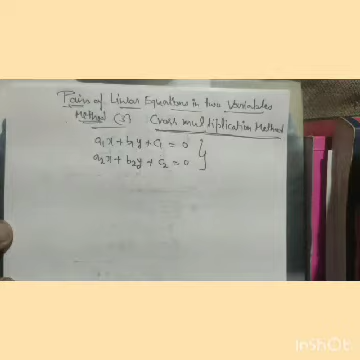 Pairs of Linear Equations in two Variables
Method (3) Cross multiplication Method
a₁x + b₁y + c₁ = 0
a₂x + b₂y + c₂ = 0 }
InShOt